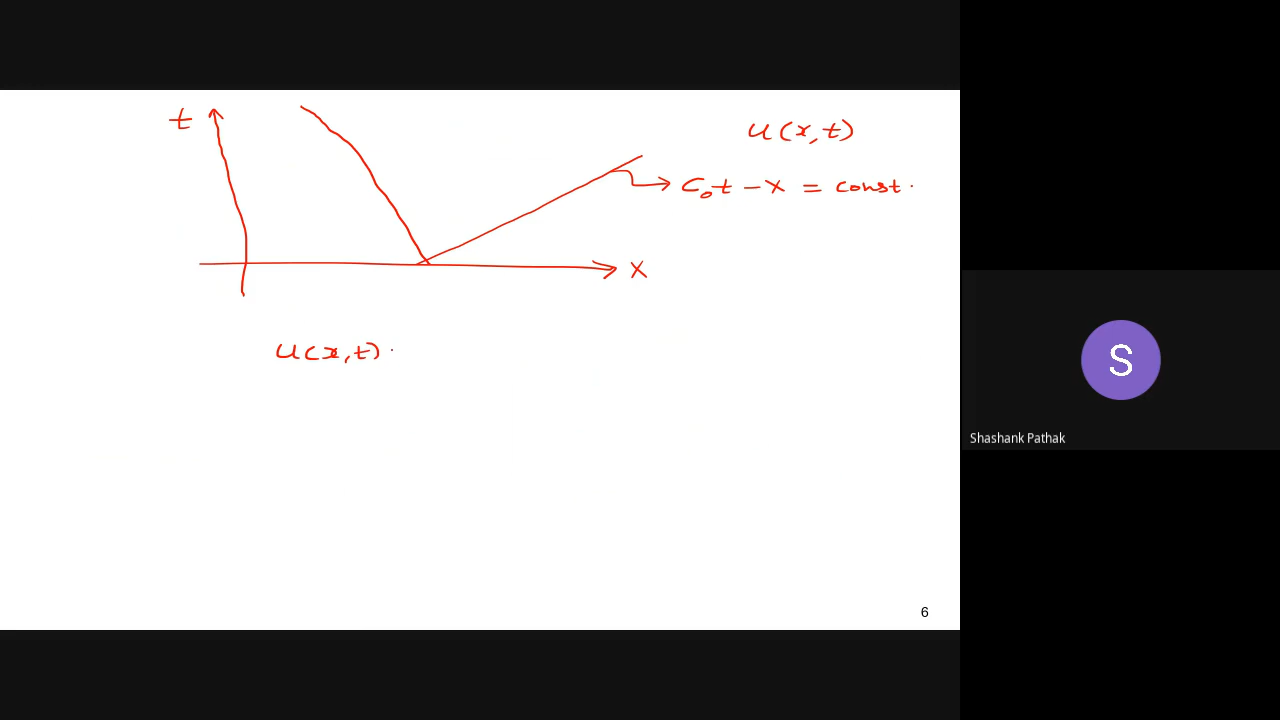 t
u(x,t)
C₀t - x = const.
x
u(x,t).
6
S
Shashank Pathak